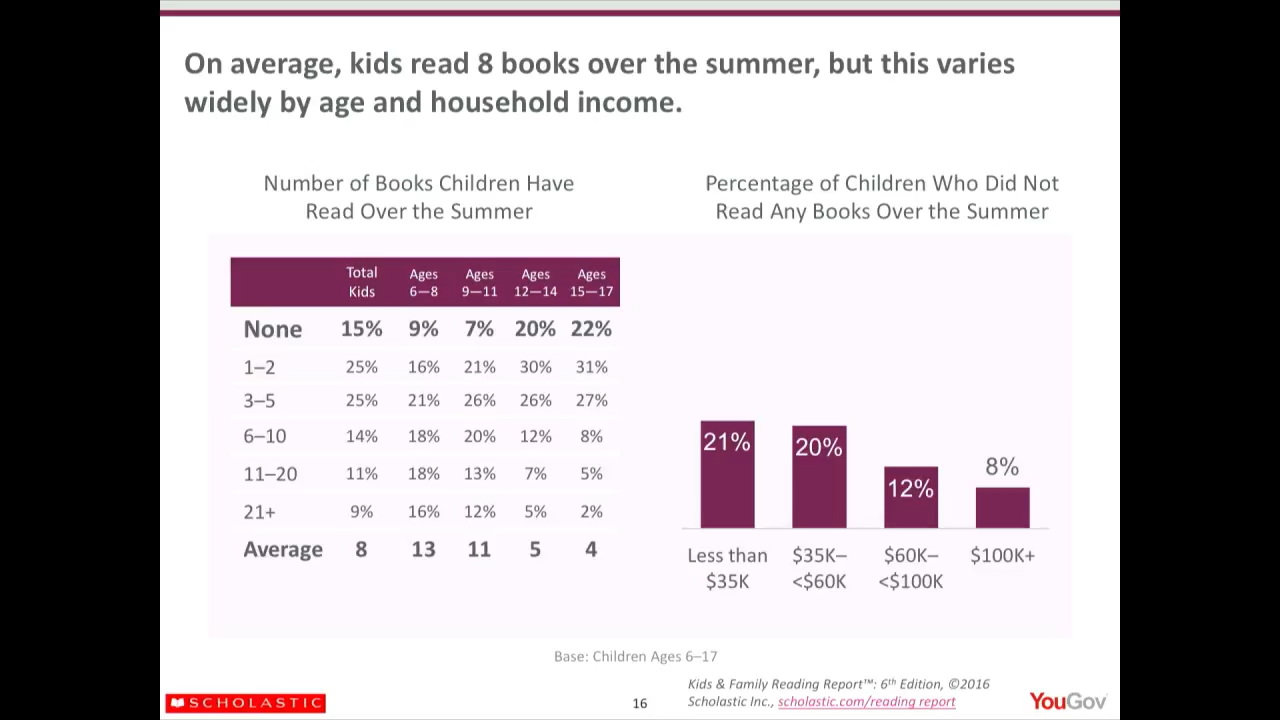 On average, kids read 8 books over the summer, but this varies
widely by age and household income.
Number of Books Children Have
Read Over the Summer
Total Kids Ages 6—8 Ages 9—11 Ages 12—14 Ages 15—17
None 15% 9% 7% 20% 22%
1–2 25% 16% 21% 30% 31%
3–5 25% 21% 26% 26% 27%
6–10 14% 18% 20% 12% 8%
11–20 11% 18% 13% 7% 5%
21+ 9% 16% 12% 5% 2%
Average 8 13 11 5 4
Percentage of Children Who Did Not
Read Any Books Over the Summer
21% 20% 12% 8%
Less than $35K– $60K– $100K+
$35K <$60K <$100K
Base: Children Ages 6–17
SCHOLASTIC
16
Kids & Family Reading Report™: 6th Edition, ©2016
Scholastic Inc., scholastic.com/reading report
YouGov